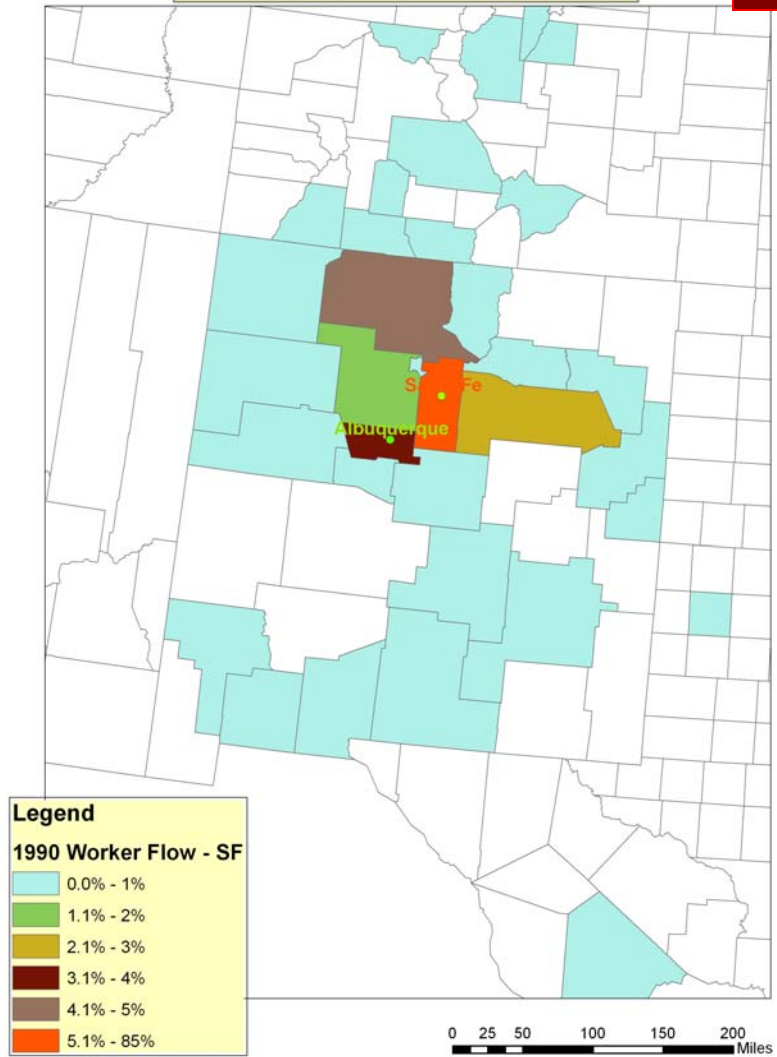 Sa Fe
Albuquerque
Legend
1990 Worker Flow - SF
0.0% - 1%
1.1% - 2%
2.1% - 3%
3.1% - 4%
4.1% - 5%
5.1% - 85%
0 25 50 100 150 200
Miles